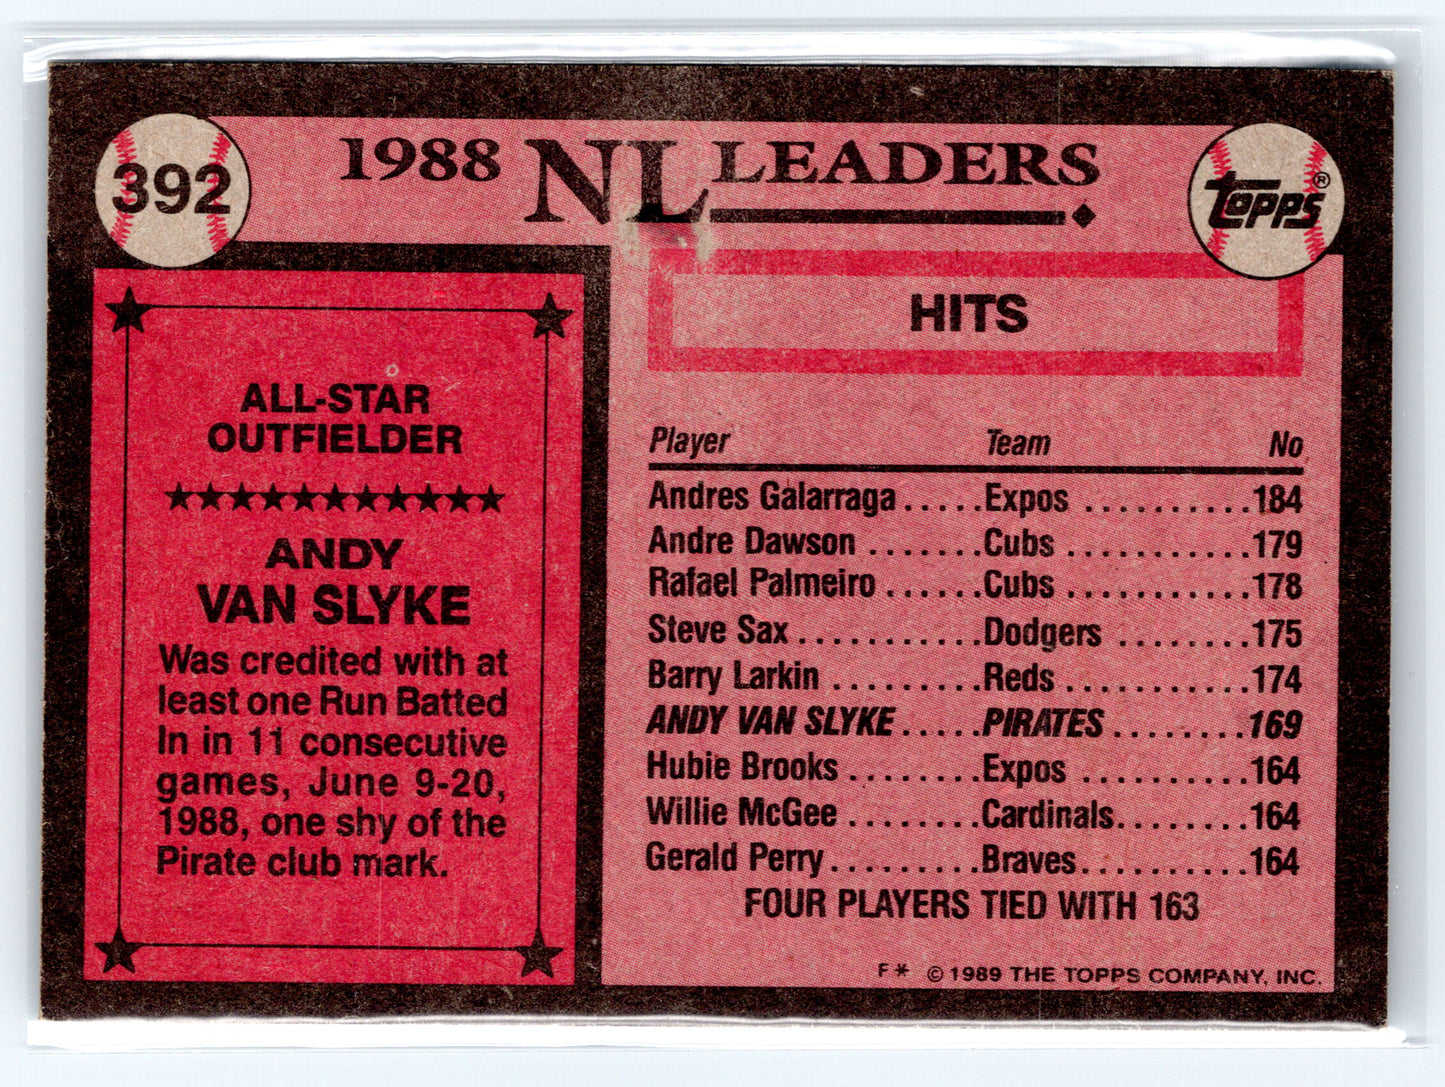 392
1988 NL LEADERS
topps®
ALL-STAR
OUTFIELDER
ANDY
VAN SLYKE
Was credited with at
least one Run Batted
In in 11 consecutive
games, June 9-20,
1988, one shy of the
Pirate club mark.
HITS
Player Team No
Andres Galarraga.....Expos ..........184
Andre Dawson .......Cubs ...........179
Rafael Palmeiro ......Cubs ...........178
Steve Sax...........Dodgers ........175
Barry Larkin .........Reds ...........174
ANDY VAN SLYKE.....PIRATES........169
Hubie Brooks ........Expos ..........164
Willie McGee ........Cardinals........164
Gerald Perry.........Braves..........164
FOUR PLAYERS TIED WITH 163
F* © 1989 THE TOPPS COMPANY, INC.